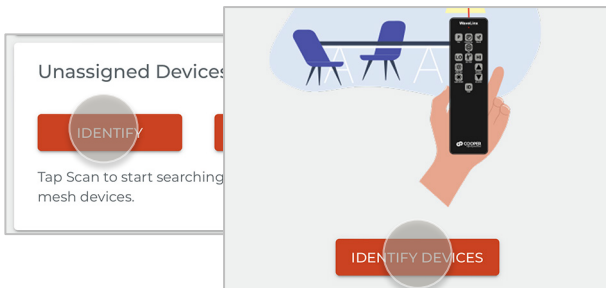 Unassigned Devices
IDENTIFY
Tap Scan to start searching
mesh devices.
WaveLinx
COOPER
IDENTIFY DEVICES